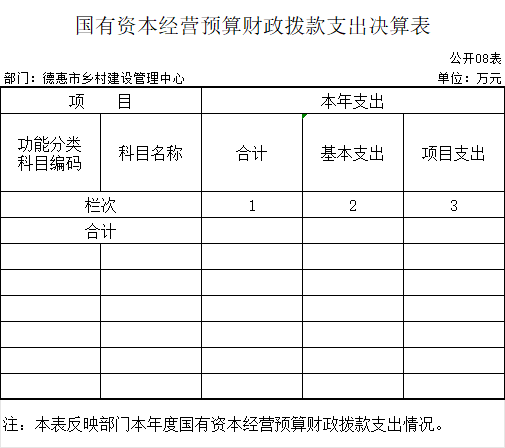 国有资本经营预算财政拨款支出决算表
公开08表
部门：德惠市乡村建设管理中心 单位：万元
项 目 本年支出
功能分类
科目编码 科目名称 合计 基本支出 项目支出
栏次 1 2 3
合计
注：本表反映部门本年度国有资本经营预算财政拨款支出情况。